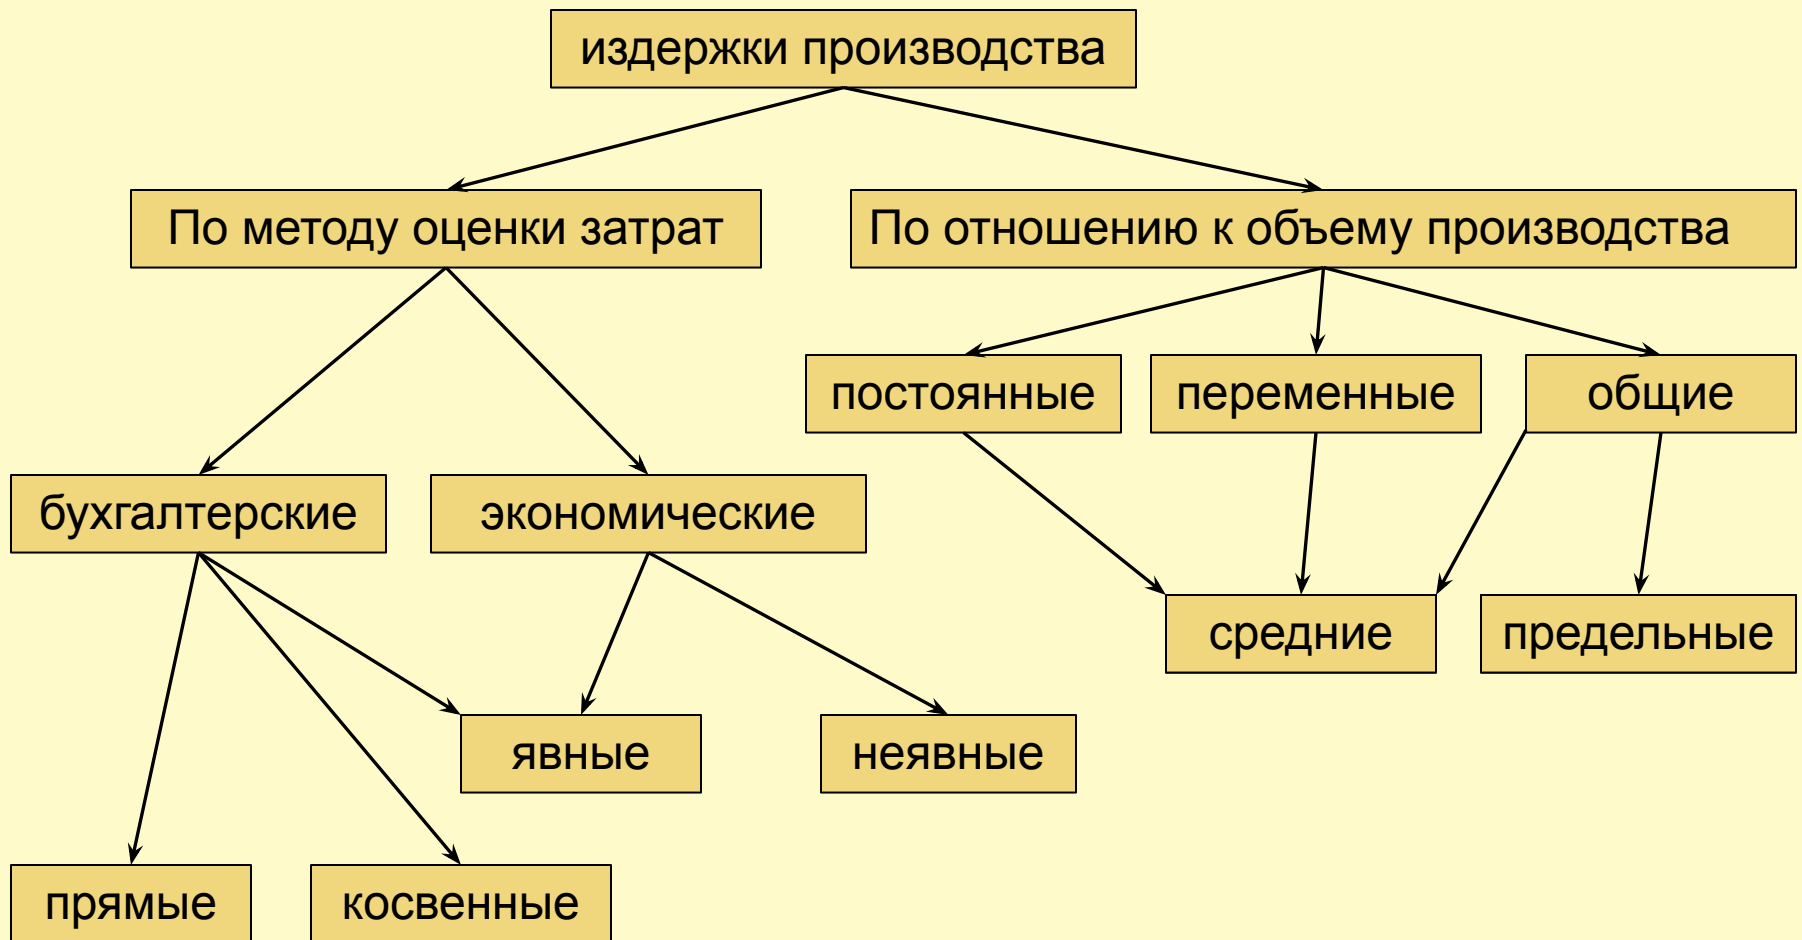 издержки производства
По методу оценки затрат
По отношению к объему производства
постоянные
переменные
общие
бухгалтерские
экономические
средние
предельные
явные
неявные
прямые
косвенные